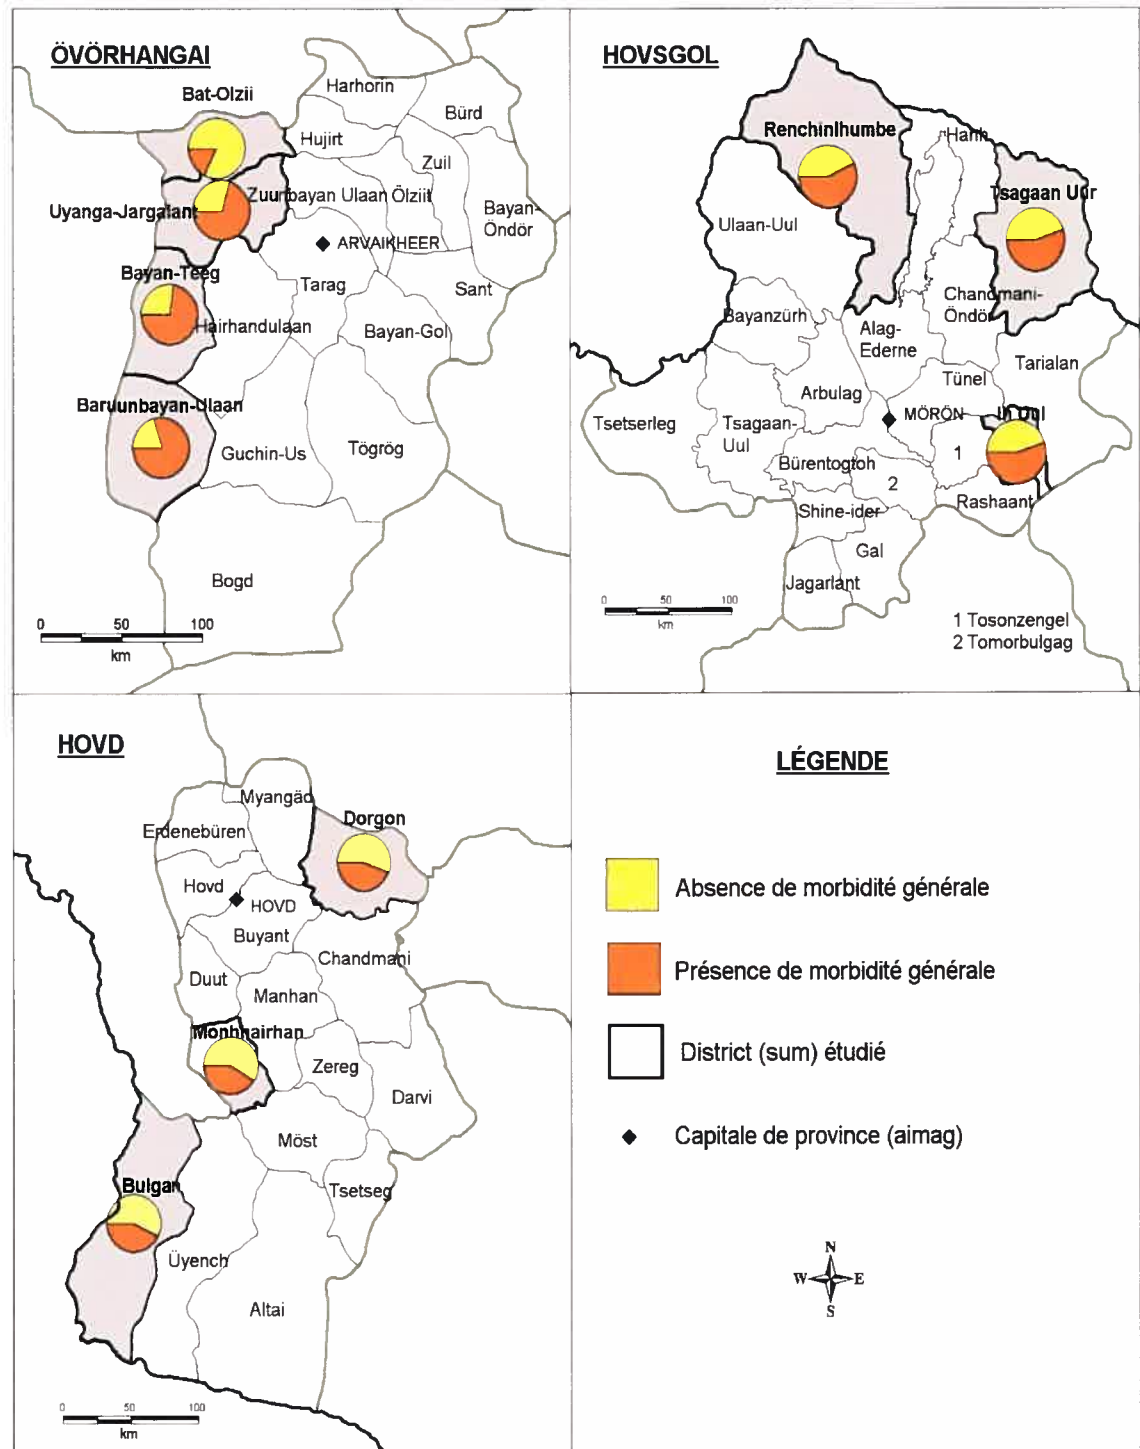 ÖVÖRHANGAI
Bat-Olzii
Harhorin
Bürd
Hujirt
Zuil
Zuunbayan Ulaan
Ölziit
Uyanga-Jargalant
Bayan-
Öndör
ARVAIKHEER
Bayan-Teeg
Tarag
Sant
Hairhandulaan
Bayan-Gol
Baruunbayan-Ulaan
Guchin-Us
Tögrög
Bogd
0 50 100
km
HOVSGOL
Renchinlhumbe
Hanh
Tsagaan Uur
Ulaan-Uul
Chandmani-
Öndör
Bayanzürh
Alag-
Ederne
Tarialan
Tünel
Arbulag
MÖRÖN
Ih Uul
Tsetserleg
Tsagaan-
Uul
1
Bürentogtoh
2
Rashaant
Shine-ider
Gal
Jagarlant
0 50 100
km
1 Tosonzengel
2 Tomorbulgag
HOVD
Myangad
Dorgon
Erdenebüren
Hovd
HOVD
Buyant
Chandmani
Duut
Manhan
Monhhairhan
Zereg
Darvi
Möst
Bulgan
Tsetseg
Üyench
Altai
0 50 100
km
LÉGENDE
Absence de morbidité générale
Présence de morbidité générale
District (sum) étudié
Capitale de province (aimag)
N
W E
S